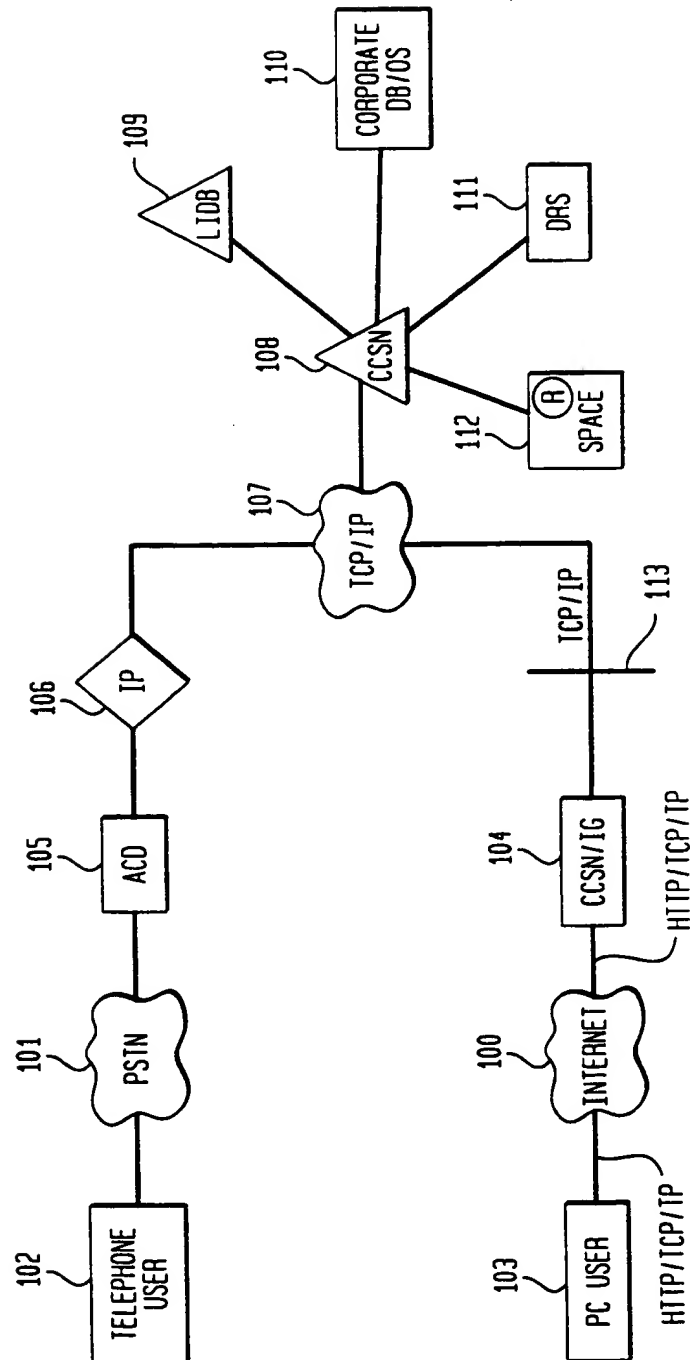 102
TELEPHONE
USER
101
PSTN
105
ACD
106
IP
107
TCP/IP
108
CCSN
109
LIDB
110
CORPORATE
DB/OS
111
DRS
112
R
SPACE
103
PC USER
HTTP/TCP/TP
100
INTERNET
HTTP/TCP/TP
104
CCSN/IG
TCP/IP
113